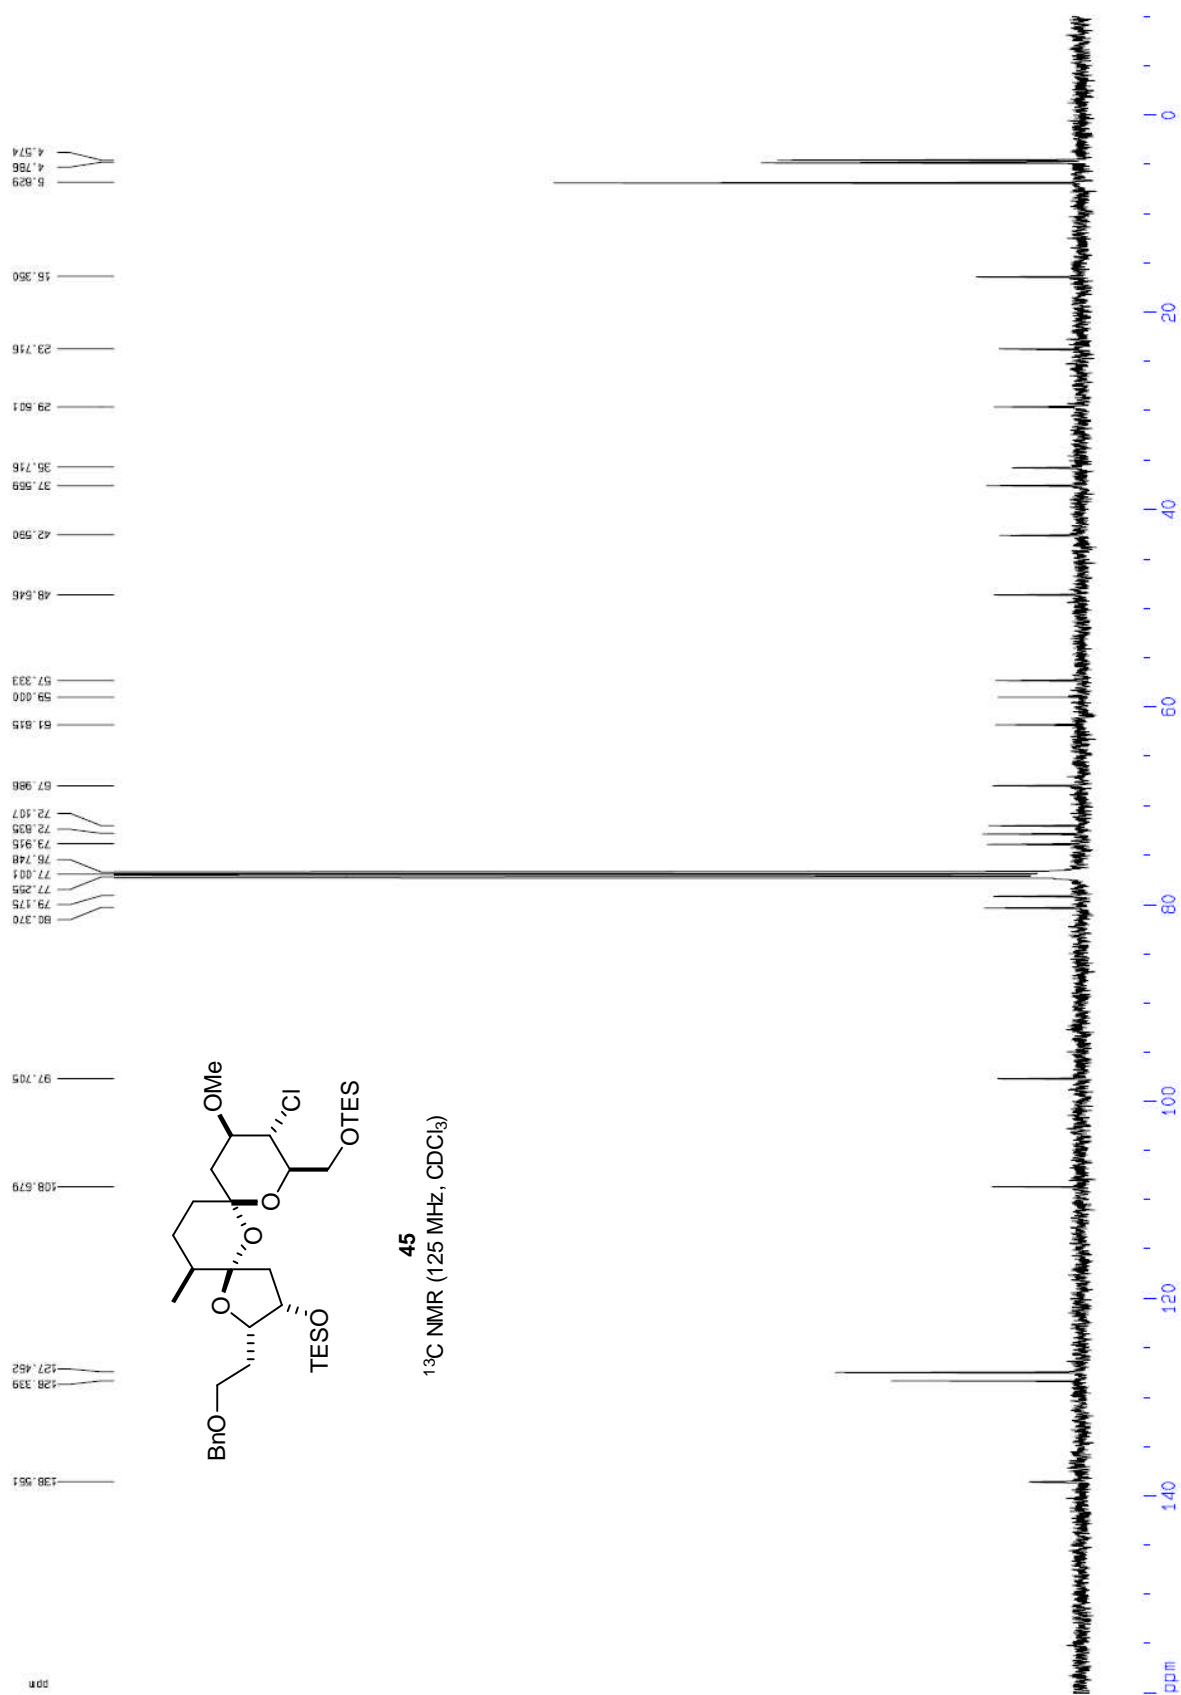 ppm
138.561
128.339
127.462
108.679
97.705
80.370
79.175
77.255
77.001
76.748
73.915
72.835
72.107
67.986
61.815
59.000
57.333
48.646
42.590
37.569
35.716
29.601
23.716
16.350
6.829
4.786
4.574
BnO
TESO
O
O
O
OMe
Cl
OTES
45
¹³C NMR (125 MHz, CDCl₃)
ppm 140 120 100 80 60 40 20 0